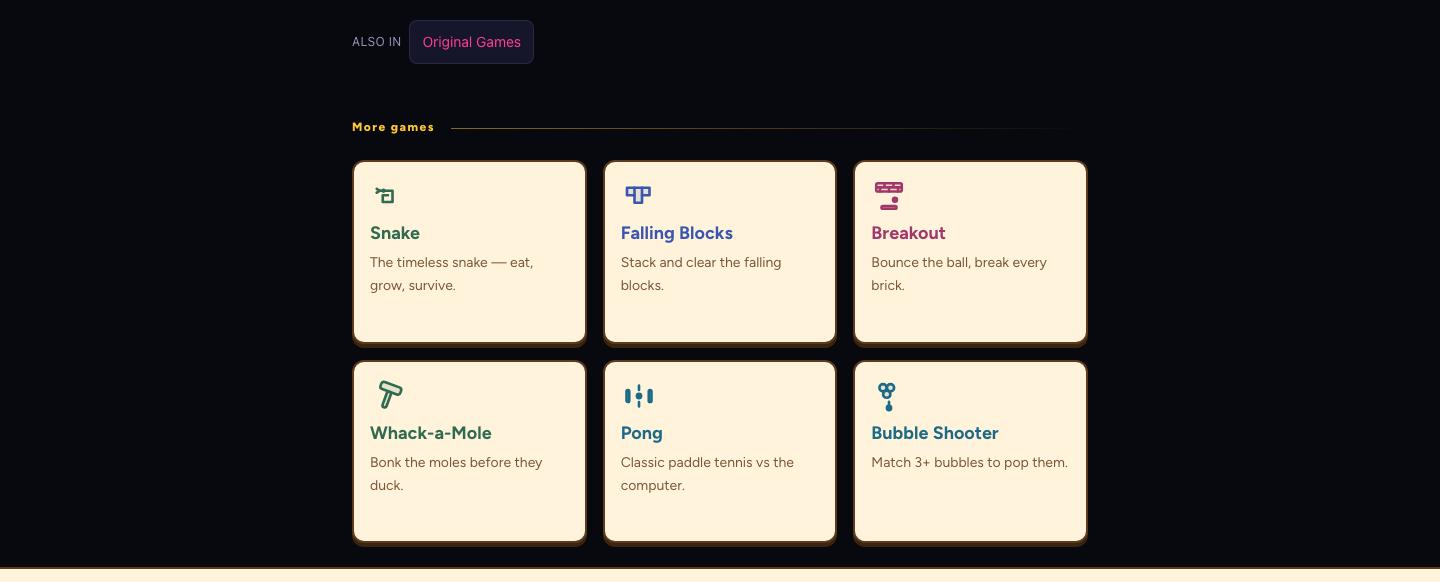 ALSO IN Original Games
More games
Snake
The timeless snake — eat,
grow, survive.
Falling Blocks
Stack and clear the falling
blocks.
Breakout
Bounce the ball, break every
brick.
Whack-a-Mole
Bonk the moles before they
duck.
Pong
Classic paddle tennis vs the
computer.
Bubble Shooter
Match 3+ bubbles to pop them.